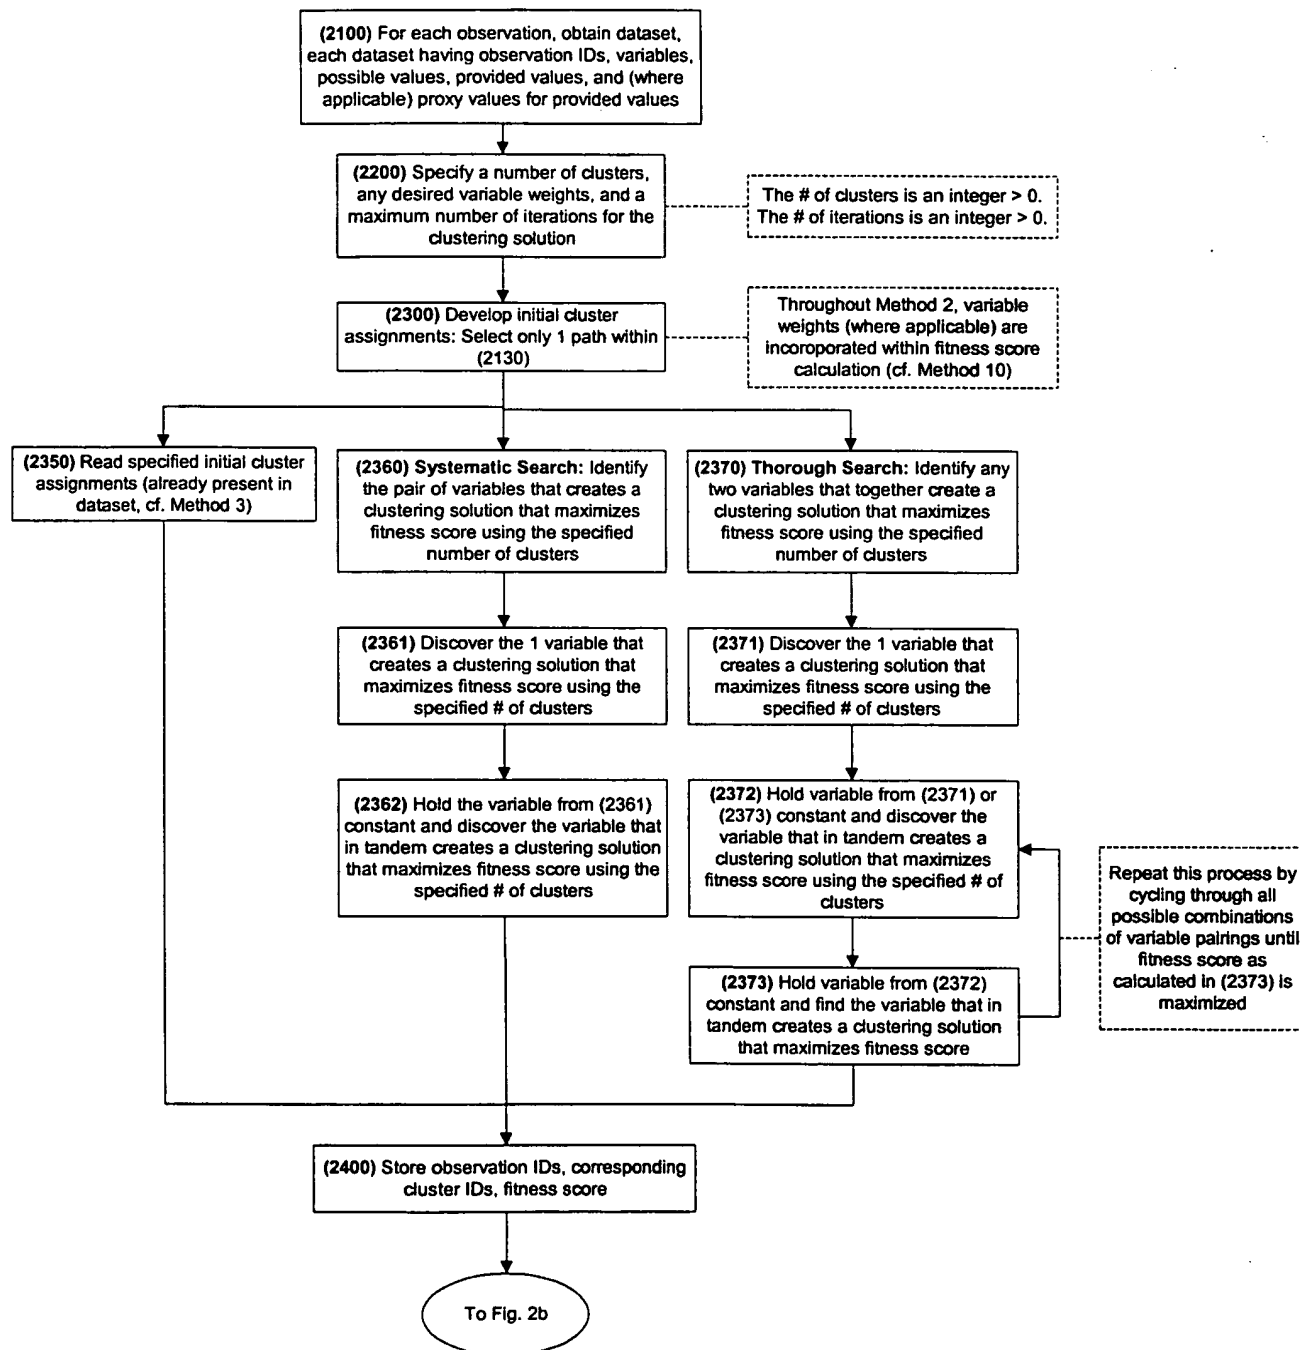 (2100) For each observation, obtain dataset,
each dataset having observation IDs, variables,
possible values, provided values, and (where
applicable) proxy values for provided values
(2200) Specify a number of clusters,
any desired variable weights, and a
maximum number of iterations for the
clustering solution
The # of clusters is an integer > 0.
The # of iterations is an integer > 0.
(2300) Develop initial cluster
assignments: Select only 1 path within
(2130)
Throughout Method 2, variable
weights (where applicable) are
incoroporated within fitness score
calculation (cf. Method 10)
(2350) Read specified initial cluster
assignments (already present in
dataset, cf. Method 3)
(2360) Systematic Search: Identify
the pair of variables that creates a
clustering solution that maximizes
fitness score using the specified
number of clusters
(2370) Thorough Search: Identify any
two variables that together create a
clustering solution that maximizes
fitness score using the specified
number of clusters
(2361) Discover the 1 variable that
creates a clustering solution that
maximizes fitness score using the
specified # of clusters
(2371) Discover the 1 variable that
creates a clustering solution that
maximizes fitness score using the
specified # of clusters
(2362) Hold the variable from (2361)
constant and discover the variable that
in tandem creates a clustering solution
that maximizes fitness score using the
specified # of clusters
(2372) Hold variable from (2371) or
(2373) constant and discover the
variable that in tandem creates a
clustering solution that maximizes
fitness score using the specified # of
clusters
Repeat this process by
cycling through all
possible combinations
of variable pairings until
fitness score as
calculated in (2373) is
maximized
(2373) Hold variable from (2372)
constant and find the variable that in
tandem creates a clustering solution
that maximizes fitness score
(2400) Store observation IDs, corresponding
cluster IDs, fitness score
To Fig. 2b